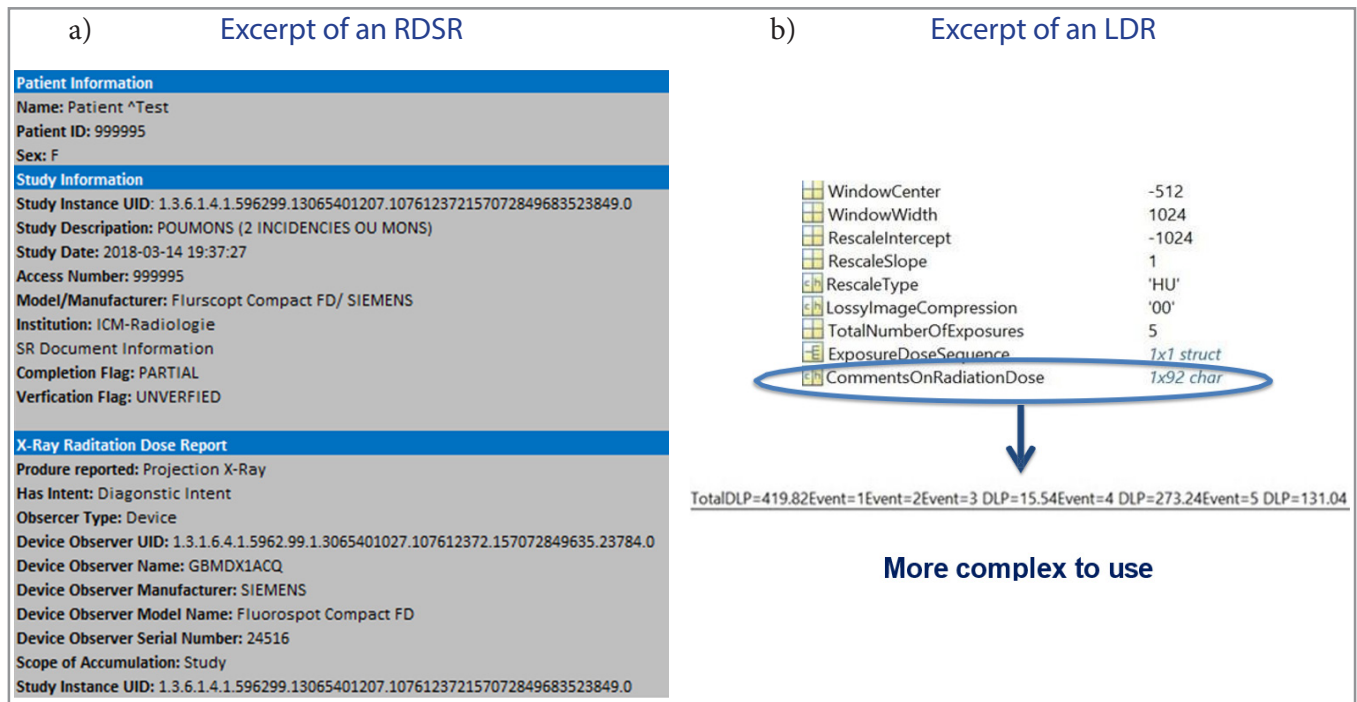 a) Excerpt of an RDSR
Patient Information
Name: Patient ^Test
Patient ID: 999995
Sex: F
Study Information
Study Instance UID: 1.3.6.1.4.1.596299.13065401207.107612372157072849683523849.0
Study Descripation: POUMONS (2 INCIDENCIES OU MONS)
Study Date: 2018-03-14 19:37:27
Access Number: 999995
Model/Manufacturer: Flurscopt Compact FD/ SIEMENS
Institution: ICM-Radiologie
SR Document Information
Completion Flag: PARTIAL
Verfication Flag: UNVERFIED
X-Ray Raditation Dose Report
Produre reported: Projection X-Ray
Has Intent: Diagonstic Intent
Obsercer Type: Device
Device Observer UID: 1.3.1.6.4.1.5962.99.1.3065401027.107612372.157072849635.23784.0
Device Observer Name: GBMDX1ACQ
Device Observer Manufacturer: SIEMENS
Device Observer Model Name: Fluorospot Compact FD
Device Observer Serial Number: 24516
Scope of Accumulation: Study
Study Instance UID: 1.3.6.1.4.1.596299.13065401207.107612372157072849683523849.0
b) Excerpt of an LDR
WindowCenter -512
WindowWidth 1024
RescaleIntercept -1024
RescaleSlope 1
ch RescaleType 'HU'
ch LossyImageCompression '00'
TotalNumberOfExposures 5
E ExposureDoseSequence 1x1 struct
ch CommentsOnRadiationDose 1x92 char
TotalDLP=419.82Event=1Event=2Event=3 DLP=15.54Event=4 DLP=273.24Event=5 DLP=131.04
More complex to use